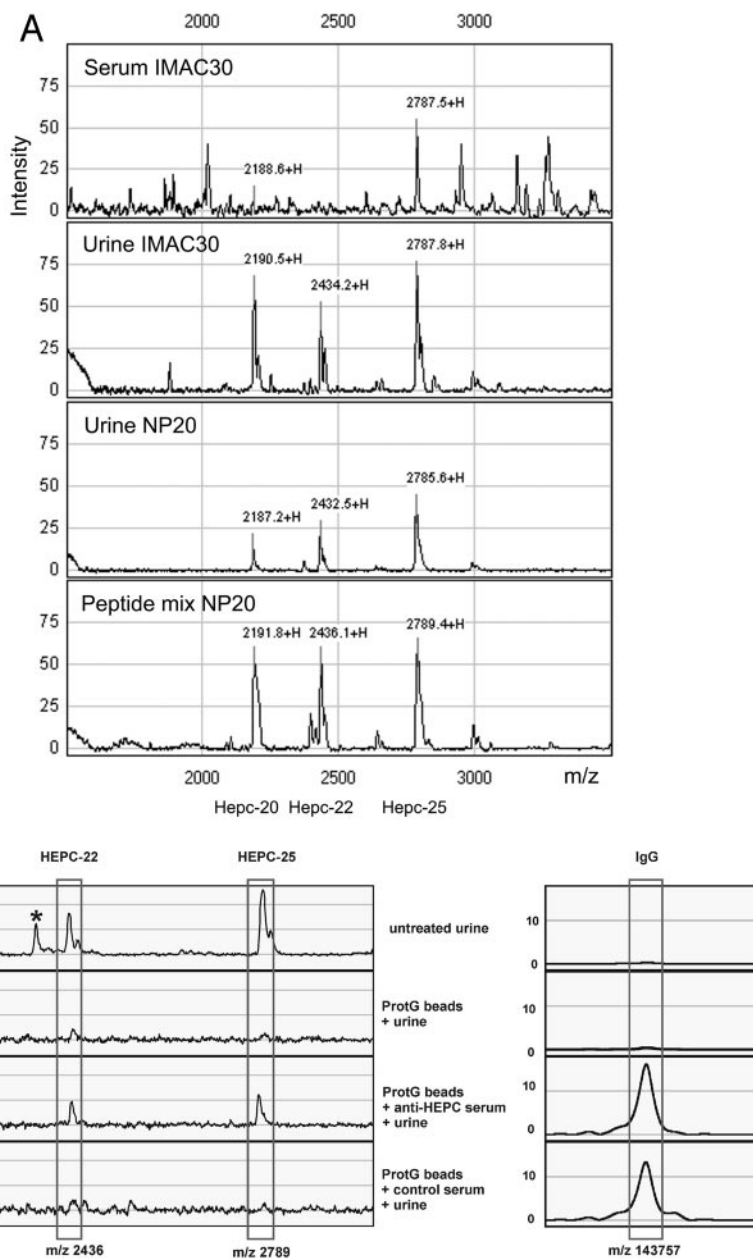 A
2000 2500 3000
Serum IMAC30
2787.5+H
2188.6+H
75
50
25
0
Intensity
Urine IMAC30
2190.5+H
2434.2+H
2787.8+H
75
50
25
0
Urine NP20
2187.2+H
2432.5+H
2785.6+H
75
50
25
0
Peptide mix NP20
2191.8+H
2436.1+H
2789.4+H
75
50
25
0
2000 2500 3000 m/z
Hepc-20 Hepc-22 Hepc-25
HEPC-22 HEPC-25 IgG
*
untreated urine
10
0
ProtG beads
+ urine
10
0
ProtG beads
+ anti-HEPC serum
+ urine
10
0
ProtG beads
+ control serum
+ urine
10
0
m/z 2436 m/z 2789 m/z 143757